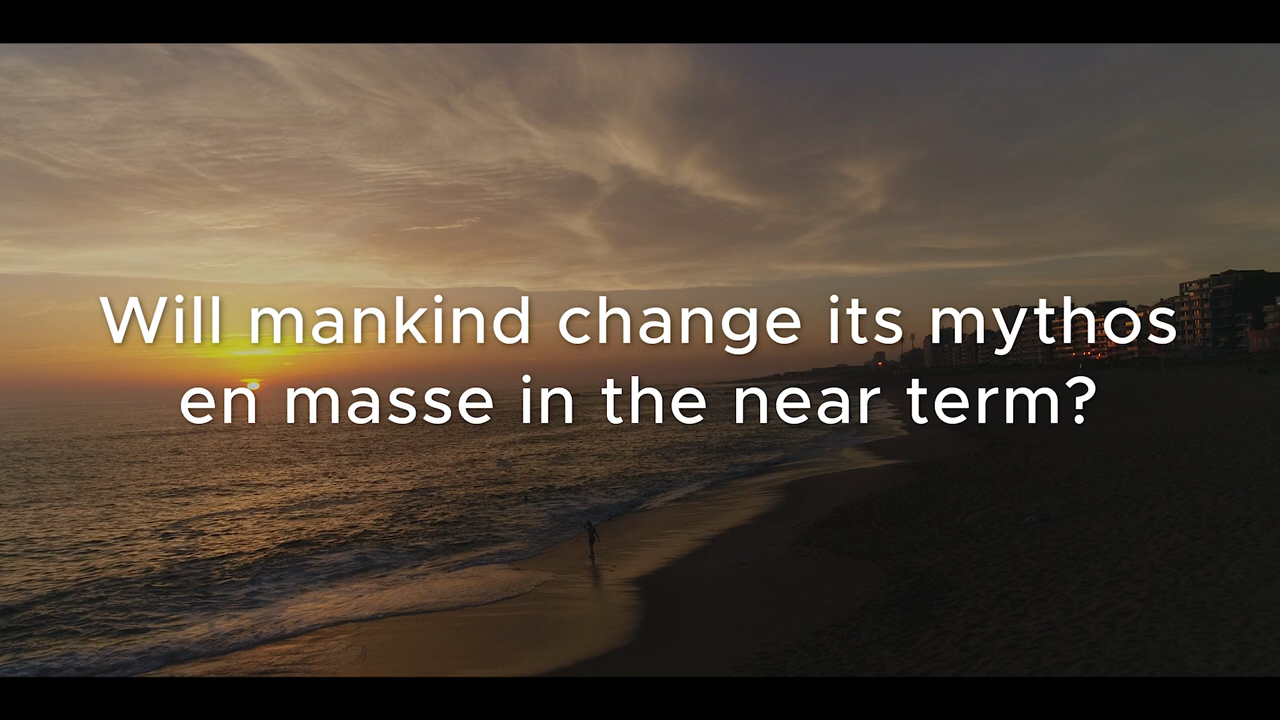 Will mankind change its mythos
en masse in the near term?